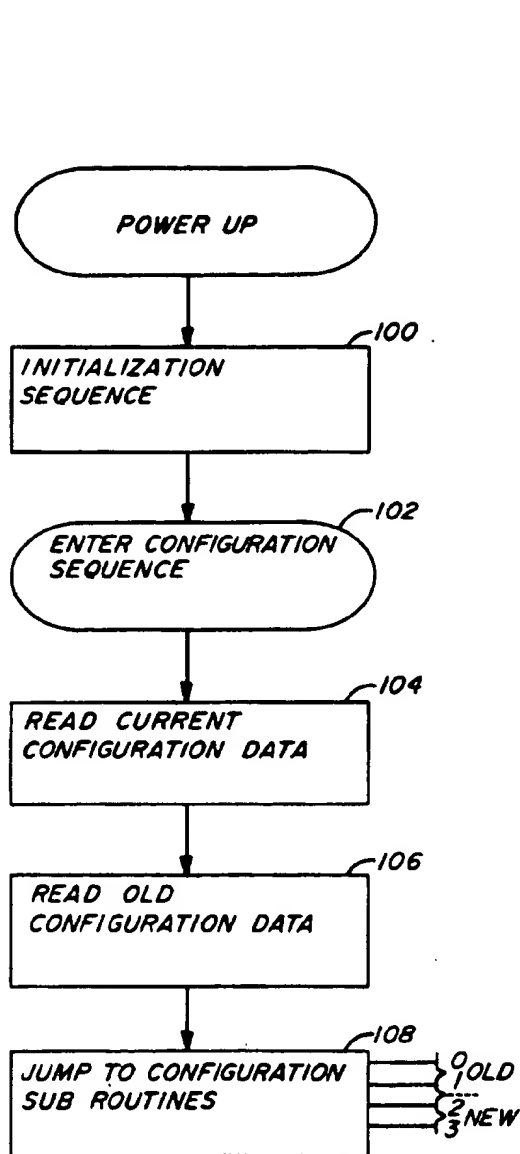 POWER UP
100
INITIALIZATION
SEQUENCE
102
ENTER CONFIGURATION
SEQUENCE
104
READ CURRENT
CONFIGURATION DATA
106
READ OLD
CONFIGURATION DATA
108
JUMP TO CONFIGURATION
SUB ROUTINES
0
1
OLD
2
3
NEW